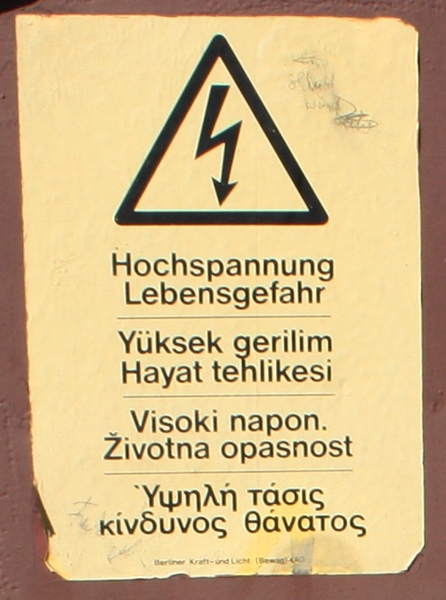 Hochspannung
Lebensgefahr
Yüksek gerilim
Hayat tehlikesi
Visoki napon.
Životna opasnost
Ὑψηλή τάσις
κίνδυνος θάνατος
Berliner Kraft-und Licht (Bewag)-AG